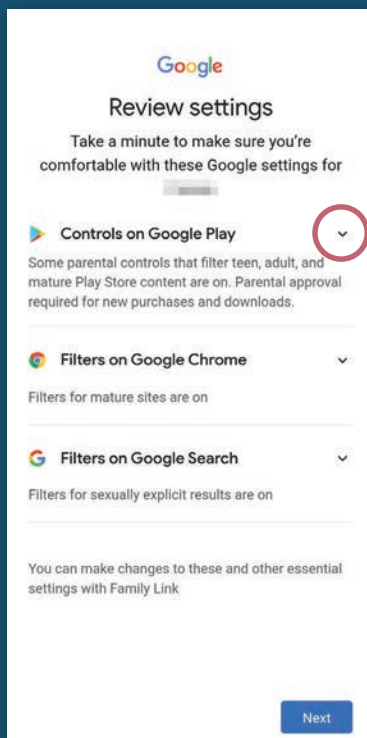 Google
Review settings
Take a minute to make sure you're
comfortable with these Google settings for
Controls on Google Play
Some parental controls that filter teen, adult, and
mature Play Store content are on. Parental approval
required for new purchases and downloads.
Filters on Google Chrome
Filters for mature sites are on
Filters on Google Search
Filters for sexually explicit results are on
You can make changes to these and other essential
settings with Family Link
Next